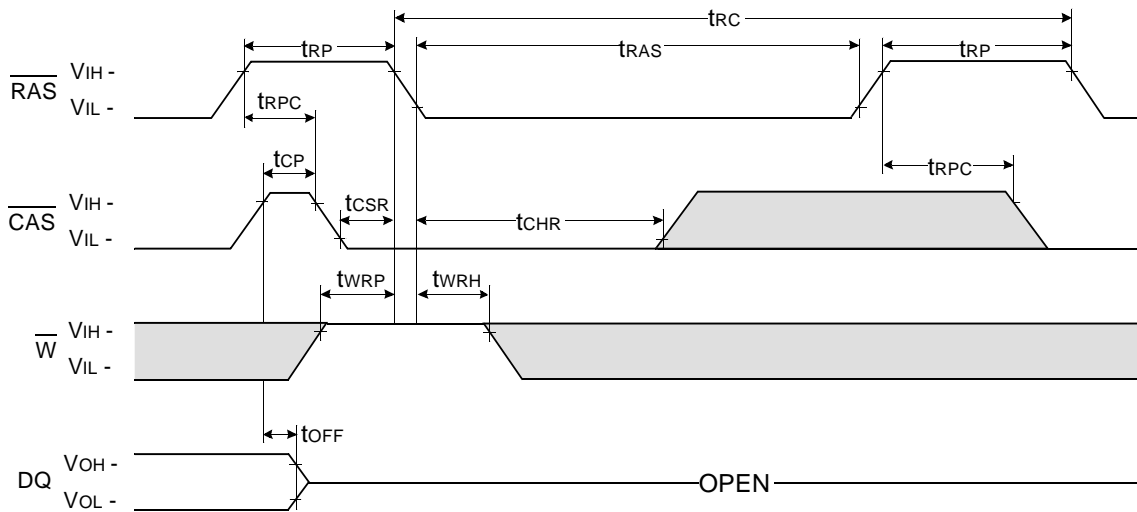 tRC
tRP tRAS tRP
RAS VIH -
VIL -
tRPC
tCP
tRPC
CAS VIH -
VIL -
tCSR tCHR
tWRP tWRH
W VIH -
VIL -
tOFF
DQ VOH -
VOL -
OPEN